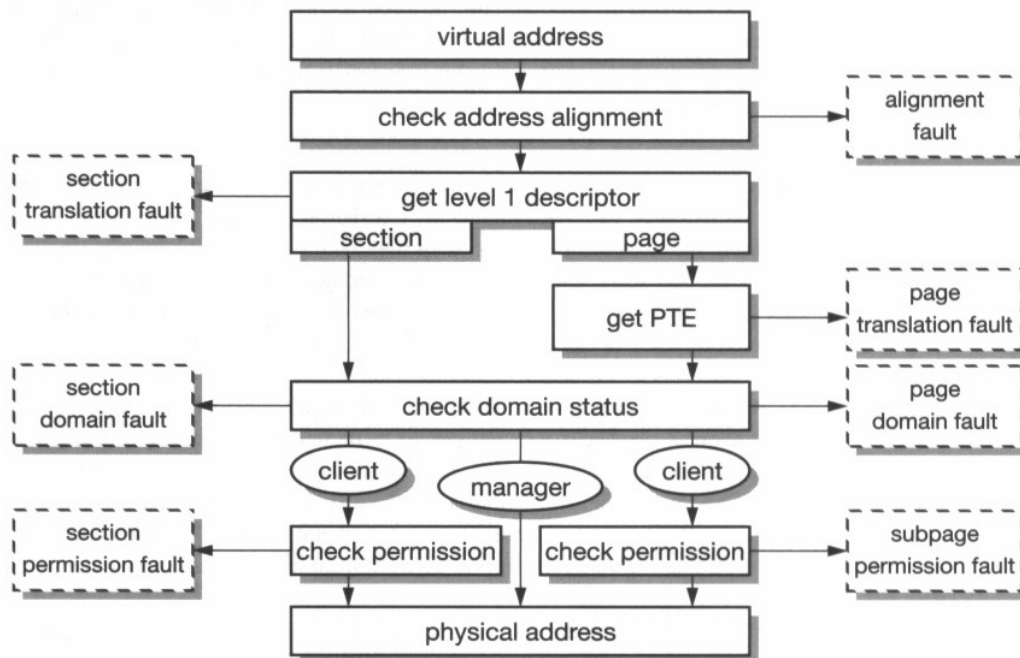 virtual address
check address alignment
alignment
fault
section
translation fault
get level 1 descriptor
section
page
get PTE
page
translation fault
section
domain fault
check domain status
page
domain fault
client
manager
client
section
permission fault
check permission
check permission
subpage
permission fault
physical address